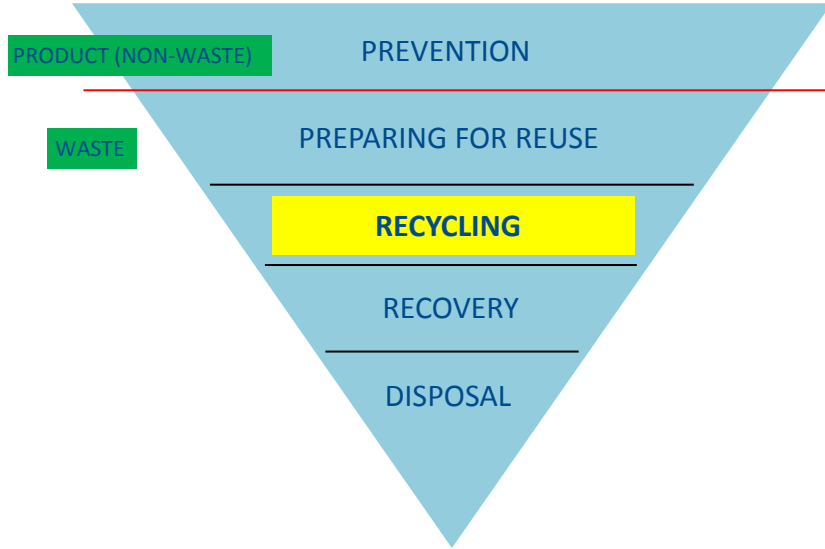 PRODUCT (NON-WASTE)
PREVENTION
WASTE
PREPARING FOR REUSE
RECYCLING
RECOVERY
DISPOSAL